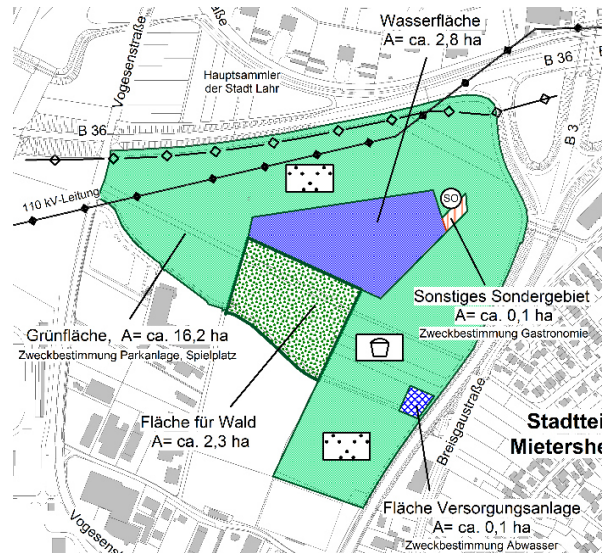 Wasserfläche
A= ca. 2,8 ha
Vogesenstraße
Hauptsammler
der Stadt Lahr
B 36
B 36
B 3
110 kV-Leitung
SO
Sonstiges Sondergebiet
A= ca. 0,1 ha
Zweckbestimmung Gastronomie
Grünfläche, A= ca. 16,2 ha
Zweckbestimmung Parkanlage, Spielplatz
Fläche für Wald
A= ca. 2,3 ha
Breisgaustraße
Stadttei
Mietershe
Fläche Versorgungsanlage
A= ca. 0,1 ha
Zweckbestimmung Abwasser
Vogesenstr